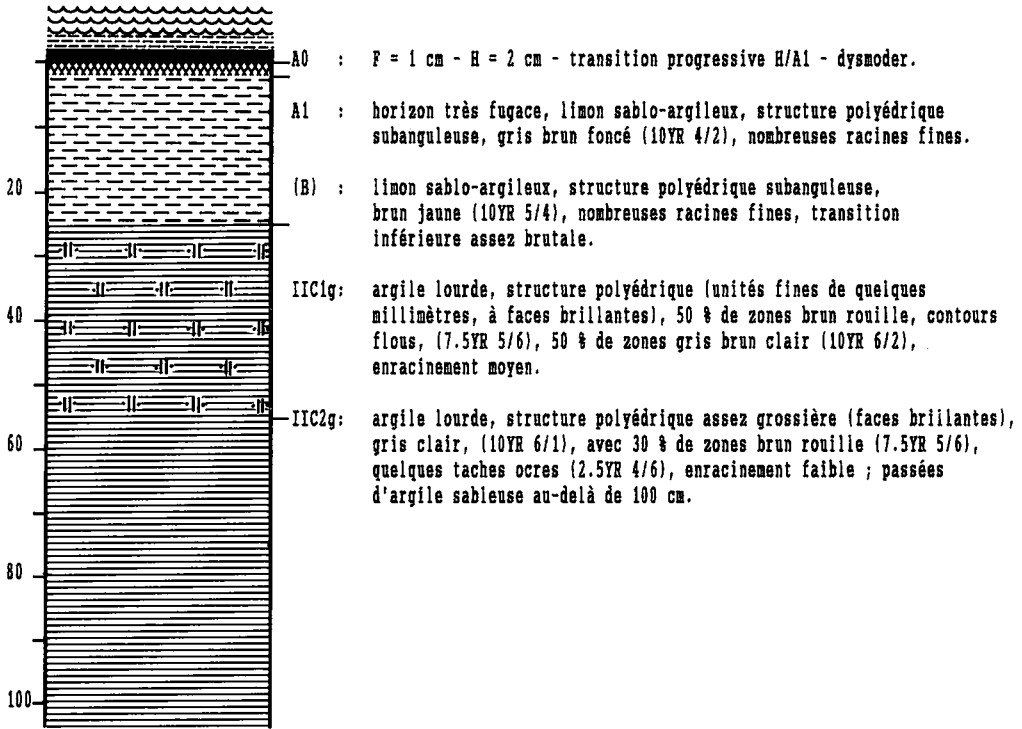 A0 : F = 1 cm - H = 2 cm - transition progressive H/A1 - dysmoder.
A1 : horizon très fugace, limon sablo-argileux, structure polyédrique
subanguleuse, gris brun foncé (10YR 4/2), nombreuses racines fines.
20
(B) : limon sablo-argileux, structure polyédrique subanguleuse,
brun jaune (10YR 5/4), nombreuses racines fines, transition
inférieure assez brutale.
IIC1g: argile lourde, structure polyédrique (unités fines de quelques
40
millimètres, à faces brillantes), 50 % de zones brun rouille, contours
flous, (7.5YR 5/6), 50 % de zones gris brun clair (10YR 6/2),
enracinement moyen.
IIC2g: argile lourde, structure polyédrique assez grossière (faces brillantes),
60
gris clair, (10YR 6/1), avec 30 % de zones brun rouille (7.5YR 5/6),
quelques taches ocres (2.5YR 4/6), enracinement faible ; passées
d'argile sableuse au-delà de 100 cm.
80
100